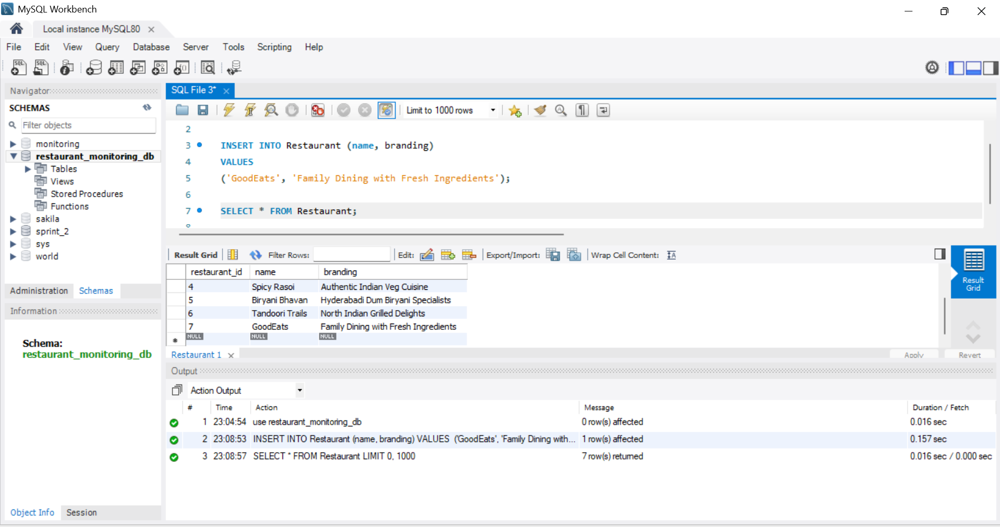 MySQL Workbench
Local instance MySQL80
File Edit View Query Database Server Tools Scripting Help
Navigator
SCHEMAS
Filter objects
monitoring
restaurant_monitoring_db
Tables
Views
Stored Procedures
Functions
sakila
sprint_2
sys
world
Administration Schemas
Information
Schema:
restaurant_monitoring_db
Object Info Session
SQL File 3*
Limit to 1000 rows
2
3 INSERT INTO Restaurant (name, branding)
4 VALUES
5 ('GoodEats', 'Family Dining with Fresh Ingredients');
6
7 SELECT * FROM Restaurant;
Result Grid Filter Rows: Edit: Export/Import: Wrap Cell Content:
restaurant_id name branding
4 Spicy Rasoi Authentic Indian Veg Cuisine
5 Biryani Bhavan Hyderabadi Dum Biryani Specialists
6 Tandoori Trails North Indian Grilled Delights
7 GoodEats Family Dining with Fresh Ingredients
* NULL NULL NULL
Result
Grid
Restaurant 1 Apply Revert
Output
Action Output
# Time Action Message Duration / Fetch
1 23:04:54 use restaurant_monitoring_db 0 row(s) affected 0.016 sec
2 23:08:53 INSERT INTO Restaurant (name, branding) VALUES ('GoodEats', 'Family Dining with... 1 row(s) affected 0.157 sec
3 23:08:57 SELECT * FROM Restaurant LIMIT 0, 1000 7 row(s) returned 0.016 sec / 0.000 sec